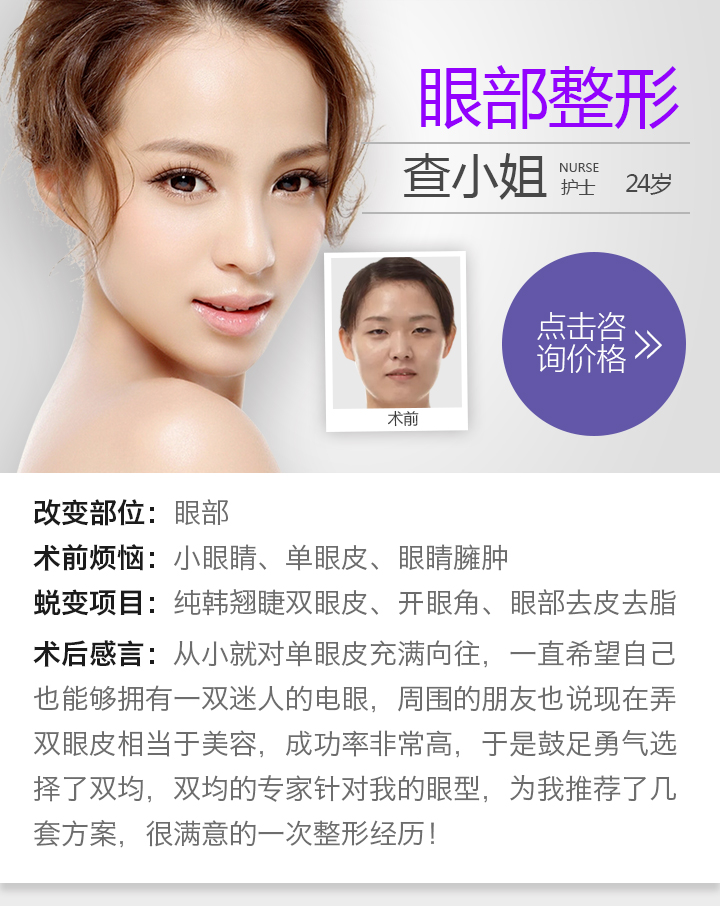 眼部整形
查小姐 NURSE 护士 24岁
点击咨
询价格
术前
改变部位：眼部
术前烦恼：小眼睛、单眼皮、眼睛臃肿
蜕变项目：纯韩翘睫双眼皮、开眼角、眼部去皮去脂
术后感言：从小就对单眼皮充满向往，一直希望自己
也能够拥有一双迷人的电眼，周围的朋友也说现在弄
双眼皮相当于美容，成功率非常高，于是鼓足勇气选
择了双均，双均的专家针对我的眼型，为我推荐了几
套方案，很满意的一次整形经历！